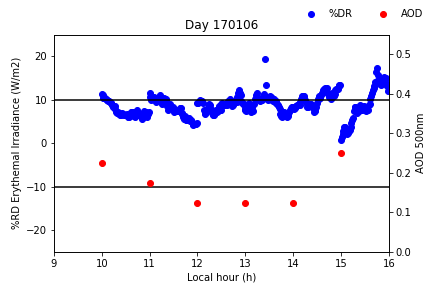 %DR AOD
Day 170106
%RD Erythemal Irradiance (W/m2)
20
10
0
−10
−20
0.5
0.4
0.3
0.2
0.1
0.0
AOD 500nm
9 10 11 12 13 14 15 16
Local hour (h)